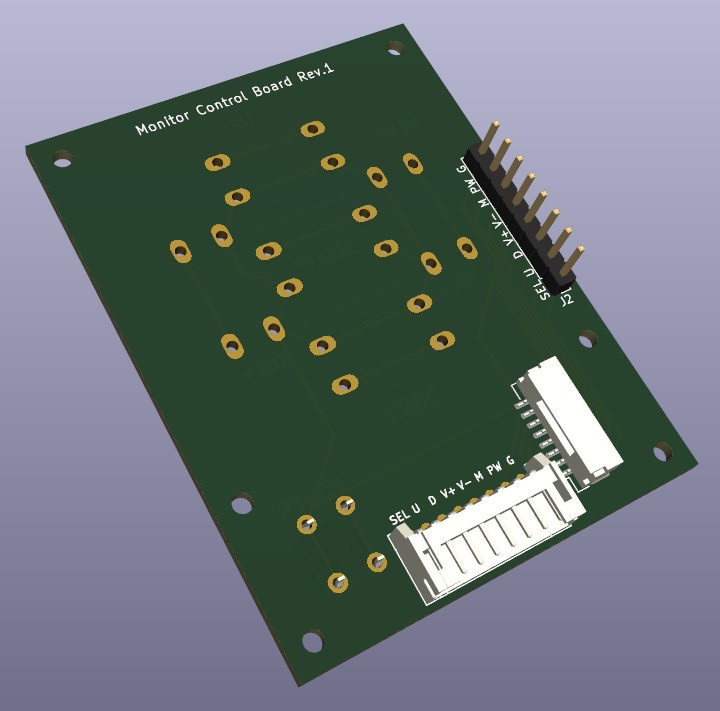 Monitor Control Board Rev.1
G PW M V- V+ D U SEL
J2
SEL U D V+ V- M PW G